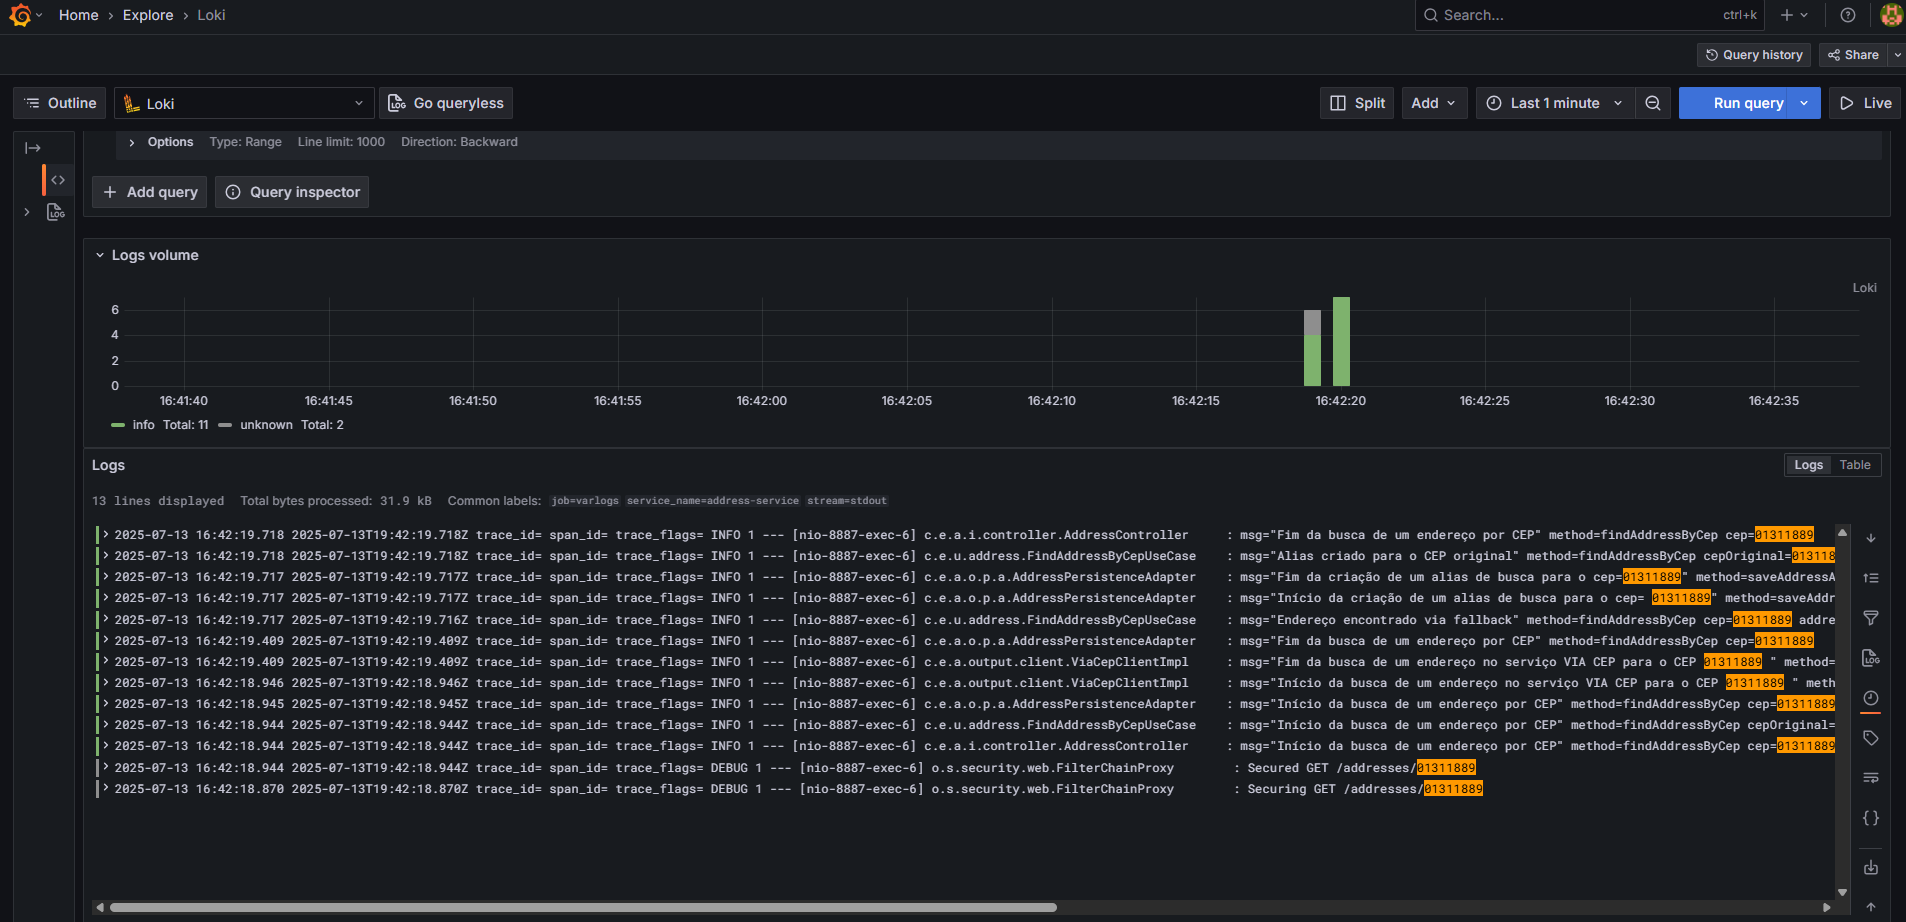 Home › Explore › Loki
Search... ctrl+k
Query history Share
Outline Loki Go queryless Split Add Last 1 minute Run query Live
Options Type: Range Line limit: 1000 Direction: Backward
+ Add query Query inspector
Logs volume
Loki
6
4
2
0
16:41:40 16:41:45 16:41:50 16:41:55 16:42:00 16:42:05 16:42:10 16:42:15 16:42:20 16:42:25 16:42:30 16:42:35
info Total: 11 unknown Total: 2
Logs
Logs Table
13 lines displayed Total bytes processed: 31.9 kB Common labels: job=varlogs service_name=address-service stream=stdout
2025-07-13 16:42:19.718 2025-07-13T19:42:19.718Z trace_id= span_id= trace_flags= INFO 1 --- [nio-8887-exec-6] c.e.a.i.controller.AddressController : msg="Fim da busca de um endereço por CEP" method=findAddressByCep cep=01311889
2025-07-13 16:42:19.718 2025-07-13T19:42:19.718Z trace_id= span_id= trace_flags= INFO 1 --- [nio-8887-exec-6] c.e.u.address.FindAddressByCepUseCase : msg="Alias criado para o CEP original" method=findAddressByCep cepOriginal=013118
2025-07-13 16:42:19.717 2025-07-13T19:42:19.717Z trace_id= span_id= trace_flags= INFO 1 --- [nio-8887-exec-6] c.e.a.o.p.a.AddressPersistenceAdapter : msg="Fim da criação de um alias de busca para o cep=01311889" method=saveAddressA
2025-07-13 16:42:19.717 2025-07-13T19:42:19.717Z trace_id= span_id= trace_flags= INFO 1 --- [nio-8887-exec-6] c.e.a.o.p.a.AddressPersistenceAdapter : msg="Início da criação de um alias de busca para o cep= 01311889" method=saveAddr
2025-07-13 16:42:19.717 2025-07-13T19:42:19.716Z trace_id= span_id= trace_flags= INFO 1 --- [nio-8887-exec-6] c.e.u.address.FindAddressByCepUseCase : msg="Endereço encontrado via fallback" method=findAddressByCep cep=01311889 addre
2025-07-13 16:42:19.409 2025-07-13T19:42:19.409Z trace_id= span_id= trace_flags= INFO 1 --- [nio-8887-exec-6] c.e.a.o.p.a.AddressPersistenceAdapter : msg="Fim da busca de um endereço por CEP" method=findAddressByCep cep=01311889
2025-07-13 16:42:19.409 2025-07-13T19:42:19.409Z trace_id= span_id= trace_flags= INFO 1 --- [nio-8887-exec-6] c.e.a.output.client.ViaCepClientImpl : msg="Fim da busca de um endereço no serviço VIA CEP para o CEP 01311889 " method=
2025-07-13 16:42:18.946 2025-07-13T19:42:18.946Z trace_id= span_id= trace_flags= INFO 1 --- [nio-8887-exec-6] c.e.a.output.client.ViaCepClientImpl : msg="Início da busca de um endereço no serviço VIA CEP para o CEP 01311889 " meth
2025-07-13 16:42:18.945 2025-07-13T19:42:18.945Z trace_id= span_id= trace_flags= INFO 1 --- [nio-8887-exec-6] c.e.a.o.p.a.AddressPersistenceAdapter : msg="Início da busca de um endereço por CEP" method=findAddressByCep cep=01311889
2025-07-13 16:42:18.944 2025-07-13T19:42:18.944Z trace_id= span_id= trace_flags= INFO 1 --- [nio-8887-exec-6] c.e.u.address.FindAddressByCepUseCase : msg="Início da busca de um endereço por CEP" method=findAddressByCep cepOriginal=
2025-07-13 16:42:18.944 2025-07-13T19:42:18.944Z trace_id= span_id= trace_flags= INFO 1 --- [nio-8887-exec-6] c.e.a.i.controller.AddressController : msg="Início da busca de um endereço por CEP" method=findAddressByCep cep=01311889
2025-07-13 16:42:18.944 2025-07-13T19:42:18.944Z trace_id= span_id= trace_flags= DEBUG 1 --- [nio-8887-exec-6] o.s.security.web.FilterChainProxy : Secured GET /addresses/01311889
2025-07-13 16:42:18.870 2025-07-13T19:42:18.870Z trace_id= span_id= trace_flags= DEBUG 1 --- [nio-8887-exec-6] o.s.security.web.FilterChainProxy : Securing GET /addresses/01311889